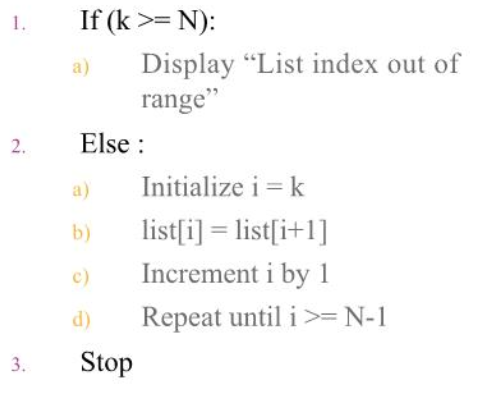 1. If (k >= N):
a) Display “List index out of
range”
2. Else :
a) Initialize i = k
b) list[i] = list[i+1]
c) Increment i by 1
d) Repeat until i >= N-1
3. Stop